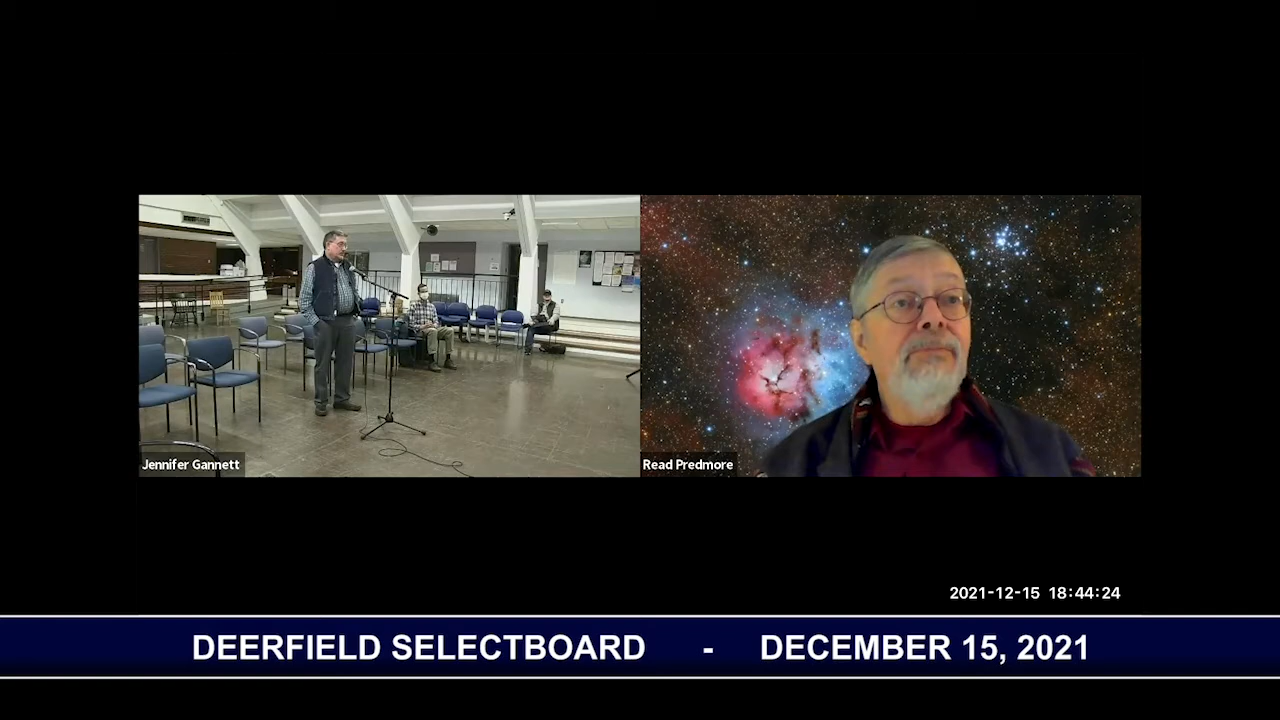 Jennifer Gannett
Read Predmore
2021-12-15 18:44:24
DEERFIELD SELECTBOARD - DECEMBER 15, 2021